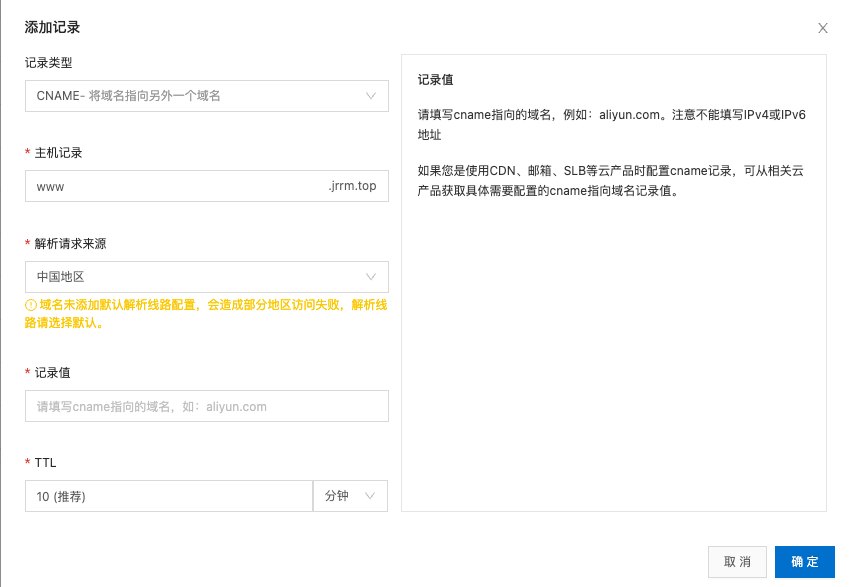 添加记录
X
记录类型
CNAME- 将域名指向另外一个域名
* 主机记录
www
.jrrm.top
* 解析请求来源
中国地区
域名未添加默认解析线路配置，会造成部分地区访问失败，解析线
路请选择默认。
* 记录值
请填写cname指向的域名，如：aliyun.com
* TTL
10 (推荐)
分钟
记录值
请填写cname指向的域名，例如：aliyun.com。注意不能填写IPv4或IPv6
地址
如果您是使用CDN、邮箱、SLB等云产品时配置cname记录，可从相关云
产品获取具体需要配置的cname指向域名记录值。
取 消
确 定